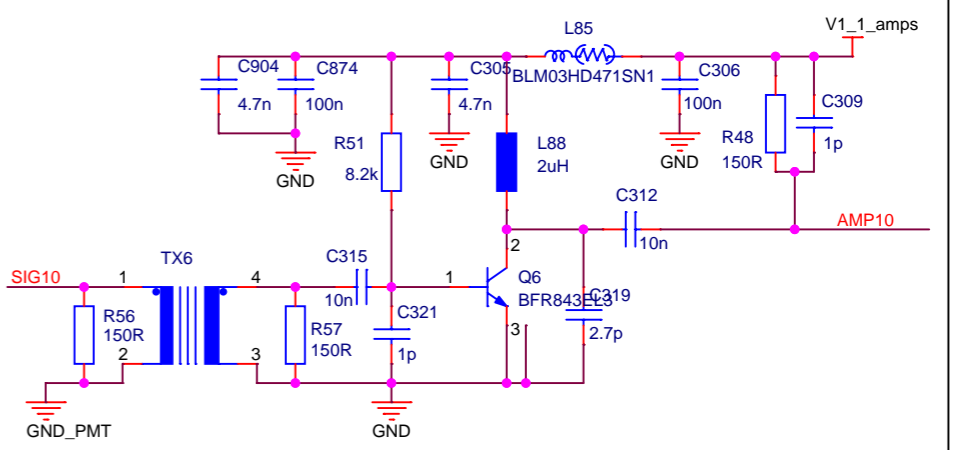 V1_1_amps
L85
BLM03HD471SN1
C904
4.7n
C874
100n
C305
4.7n
C306
100n
R48
150R
C309
1p
GND
GND
GND
R51
8.2k
L88
2uH
C312
10n
AMP10
SIG10
TX6
1
4
2
3
R56
150R
R57
150R
C315
10n
C321
1p
1
2
3
Q6
BFR843EL3
C319
2.7p
GND_PMT
GND